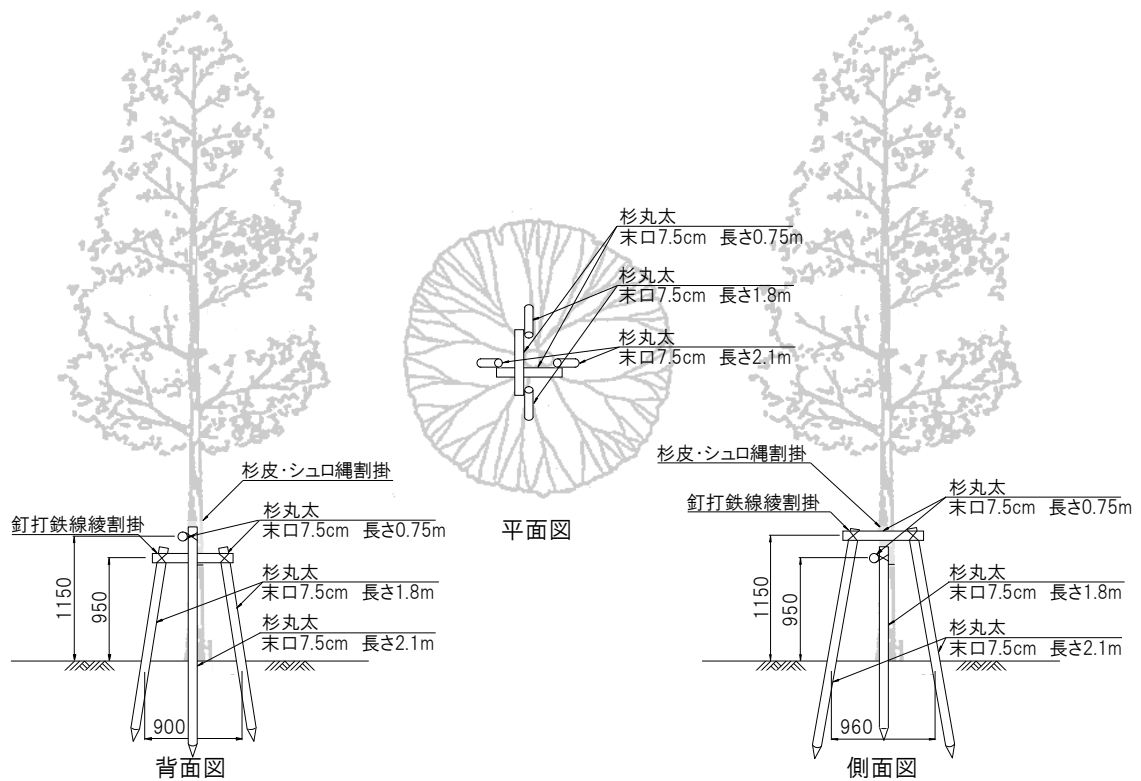 杉丸太
末口7.5cm 長さ0.75m
杉丸太
末口7.5cm 長さ1.8m
杉丸太
末口7.5cm 長さ2.1m
平面図
杉皮・シュロ縄割掛
釘打鉄線綾割掛
杉丸太
末口7.5cm 長さ0.75m
杉丸太
末口7.5cm 長さ1.8m
杉丸太
末口7.5cm 長さ2.1m
1150
950
900
背面図
杉皮・シュロ縄割掛
釘打鉄線綾割掛
杉丸太
末口7.5cm 長さ0.75m
杉丸太
末口7.5cm 長さ1.8m
杉丸太
末口7.5cm 長さ2.1m
1150
950
960
側面図